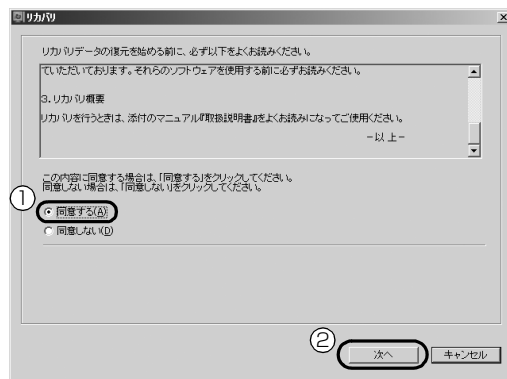 リカバリ
リカバリデータの復元を始める前に、必ず以下をよくお読みください。
ていただいております。それらのソフトウェアを使用する前に必ずお読みください。
3. リカバリ概要
リカバリを行うときは、添付のマニュアル『取扱説明書』をよくお読みになってご使用ください。
－以 上－
この内容に同意する場合は、「同意する」をクリックしてください。
同意しない場合は、「同意しない」をクリックしてください。
①
同意する(A)
同意しない(D)
②
次へ
キャンセル